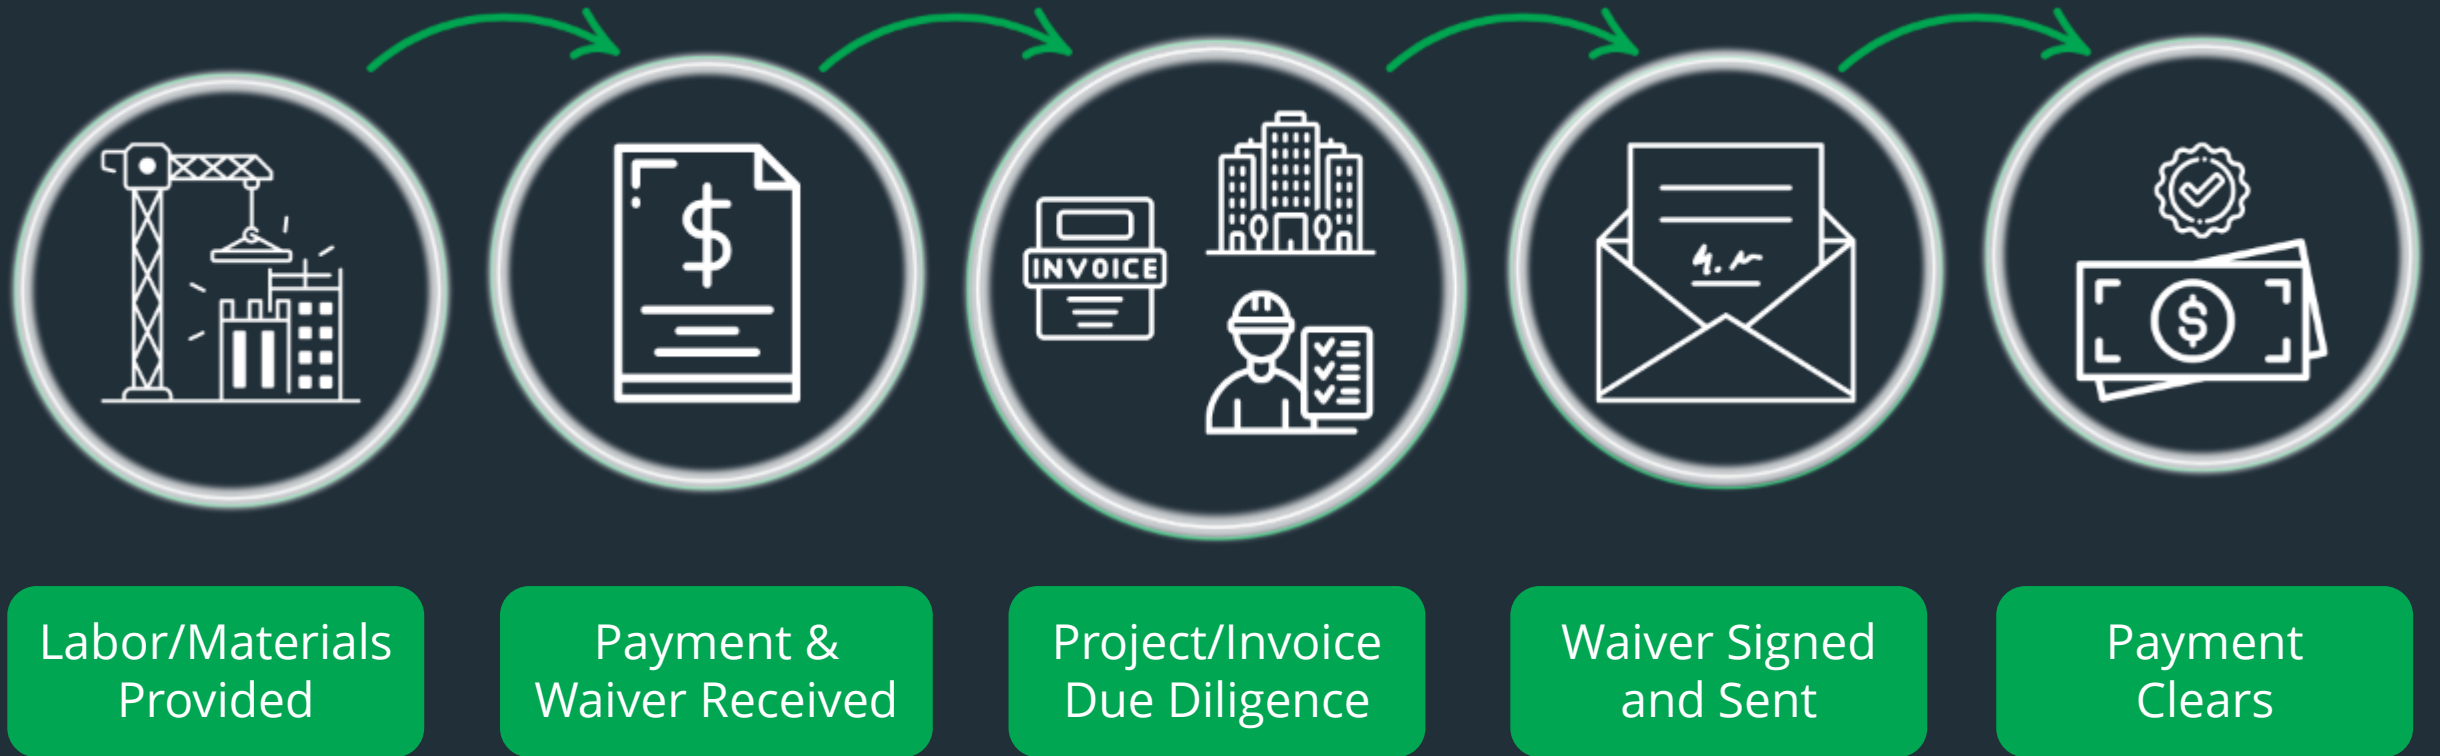 INVOICE
Labor/Materials
Provided
Payment &
Waiver Received
Project/Invoice
Due Diligence
Waiver Signed
and Sent
Payment
Clears